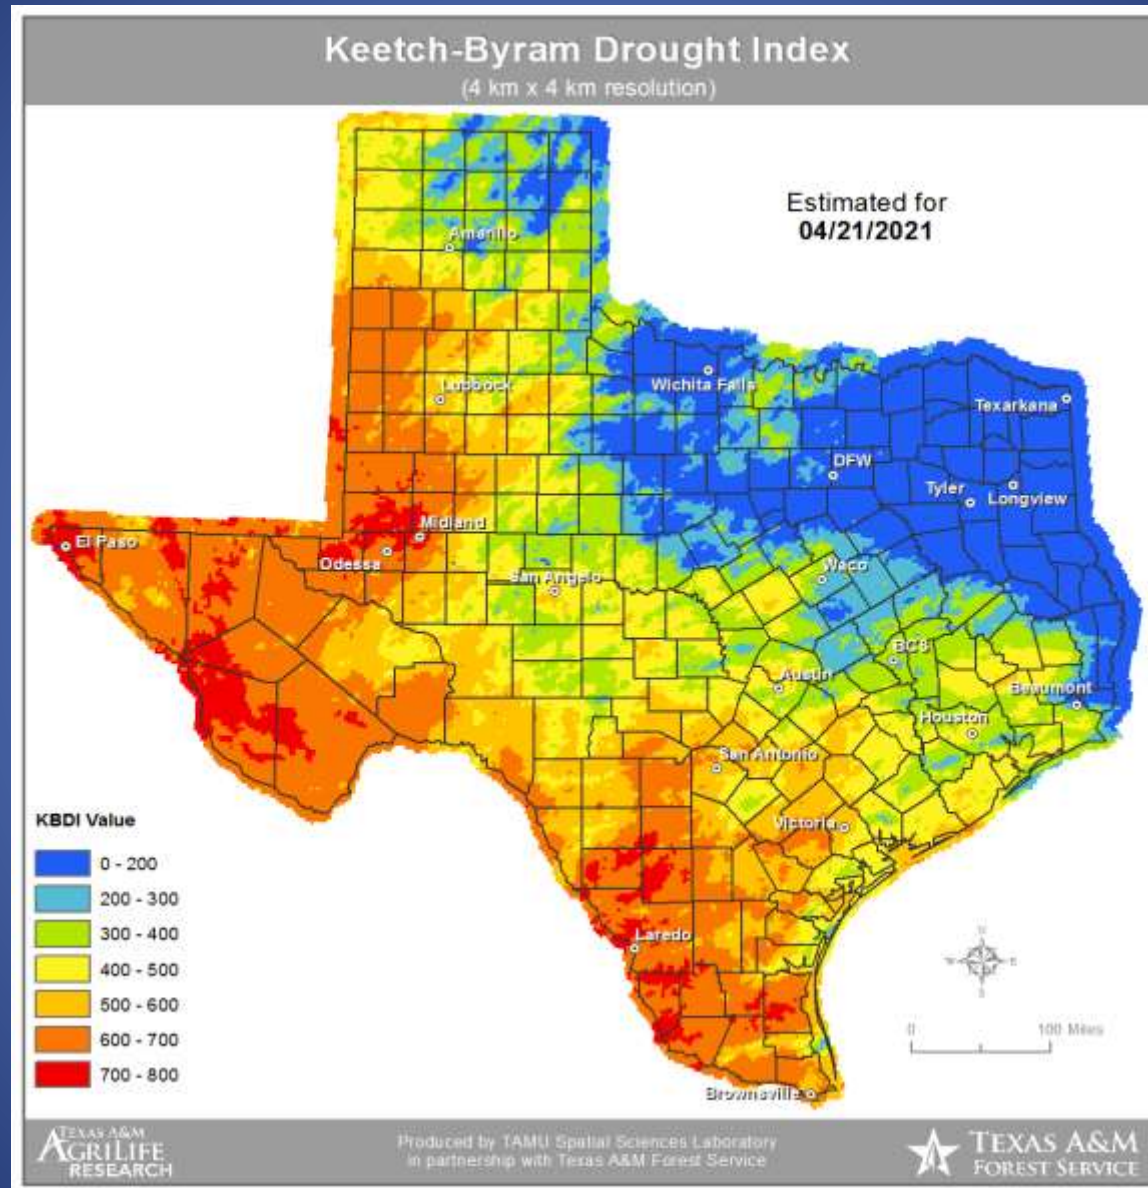 Keetch-Byram Drought Index
(4 km x 4 km resolution)
Estimated for
04/21/2021
Amarillo
Lubbock
Wichita Falls
Texarkana
DFW
Tyler
Longview
Midland
El Paso
Odessa
San Angelo
Waco
BCS
Austin
Beaumont
Houston
San Antonio
Victoria
Laredo
Brownsville
KBDI Value
0 - 200
200 - 300
300 - 400
400 - 500
500 - 600
600 - 700
700 - 800
N
W E
S
0 100 Miles
TEXAS A&M
AGRILIFE
RESEARCH
Produced by TAMU Spatial Sciences Laboratory
in partnership with Texas A&M Forest Service
TEXAS A&M
FOREST SERVICE